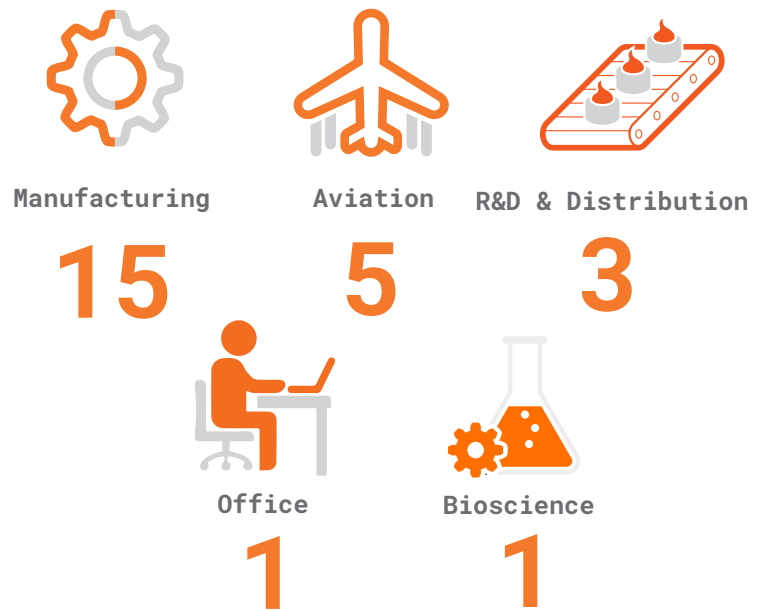 Manufacturing
15
Aviation
5
R&D & Distribution
3
Office
1
Bioscience
1